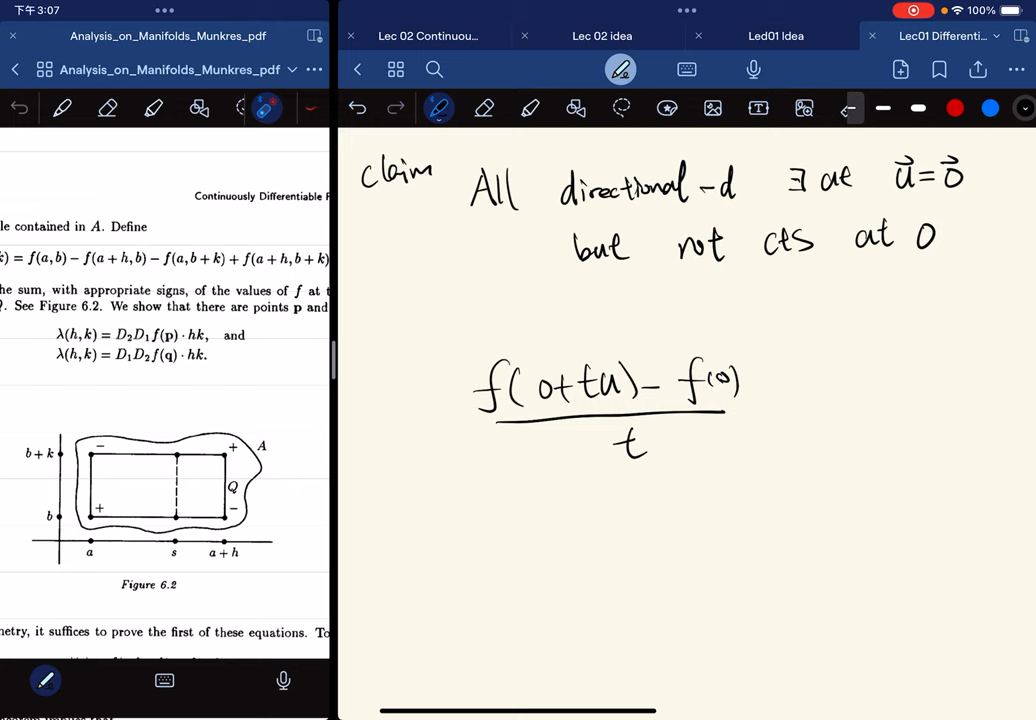 下午3:07
100%
Analysis_on_Manifolds_Munkres_pdf
Analysis_on_Manifolds_Munkres_pdf
Continuously Differentiable F
le contained in A. Define
k) = f(a, b) − f(a + h, b) − f(a, b + k) + f(a + h, b + k)
he sum, with appropriate signs, of the values of f at t
Q. See Figure 6.2. We show that there are points p and
λ(h, k) = D₂D₁f(p) · hk, and
λ(h, k) = D₁D₂f(q) · hk.
b + k − + A
Q
b + −
a s a + h
Figure 6.2
netry, it suffices to prove the first of these equations. To
Lec 02 Continuou...
Lec 02 idea
Led01 Idea
Lec01 Differenti...
claim All directional-d ∃ at a⃗=0⃗
but not cts at 0
f(0+tu)− f(0)
t